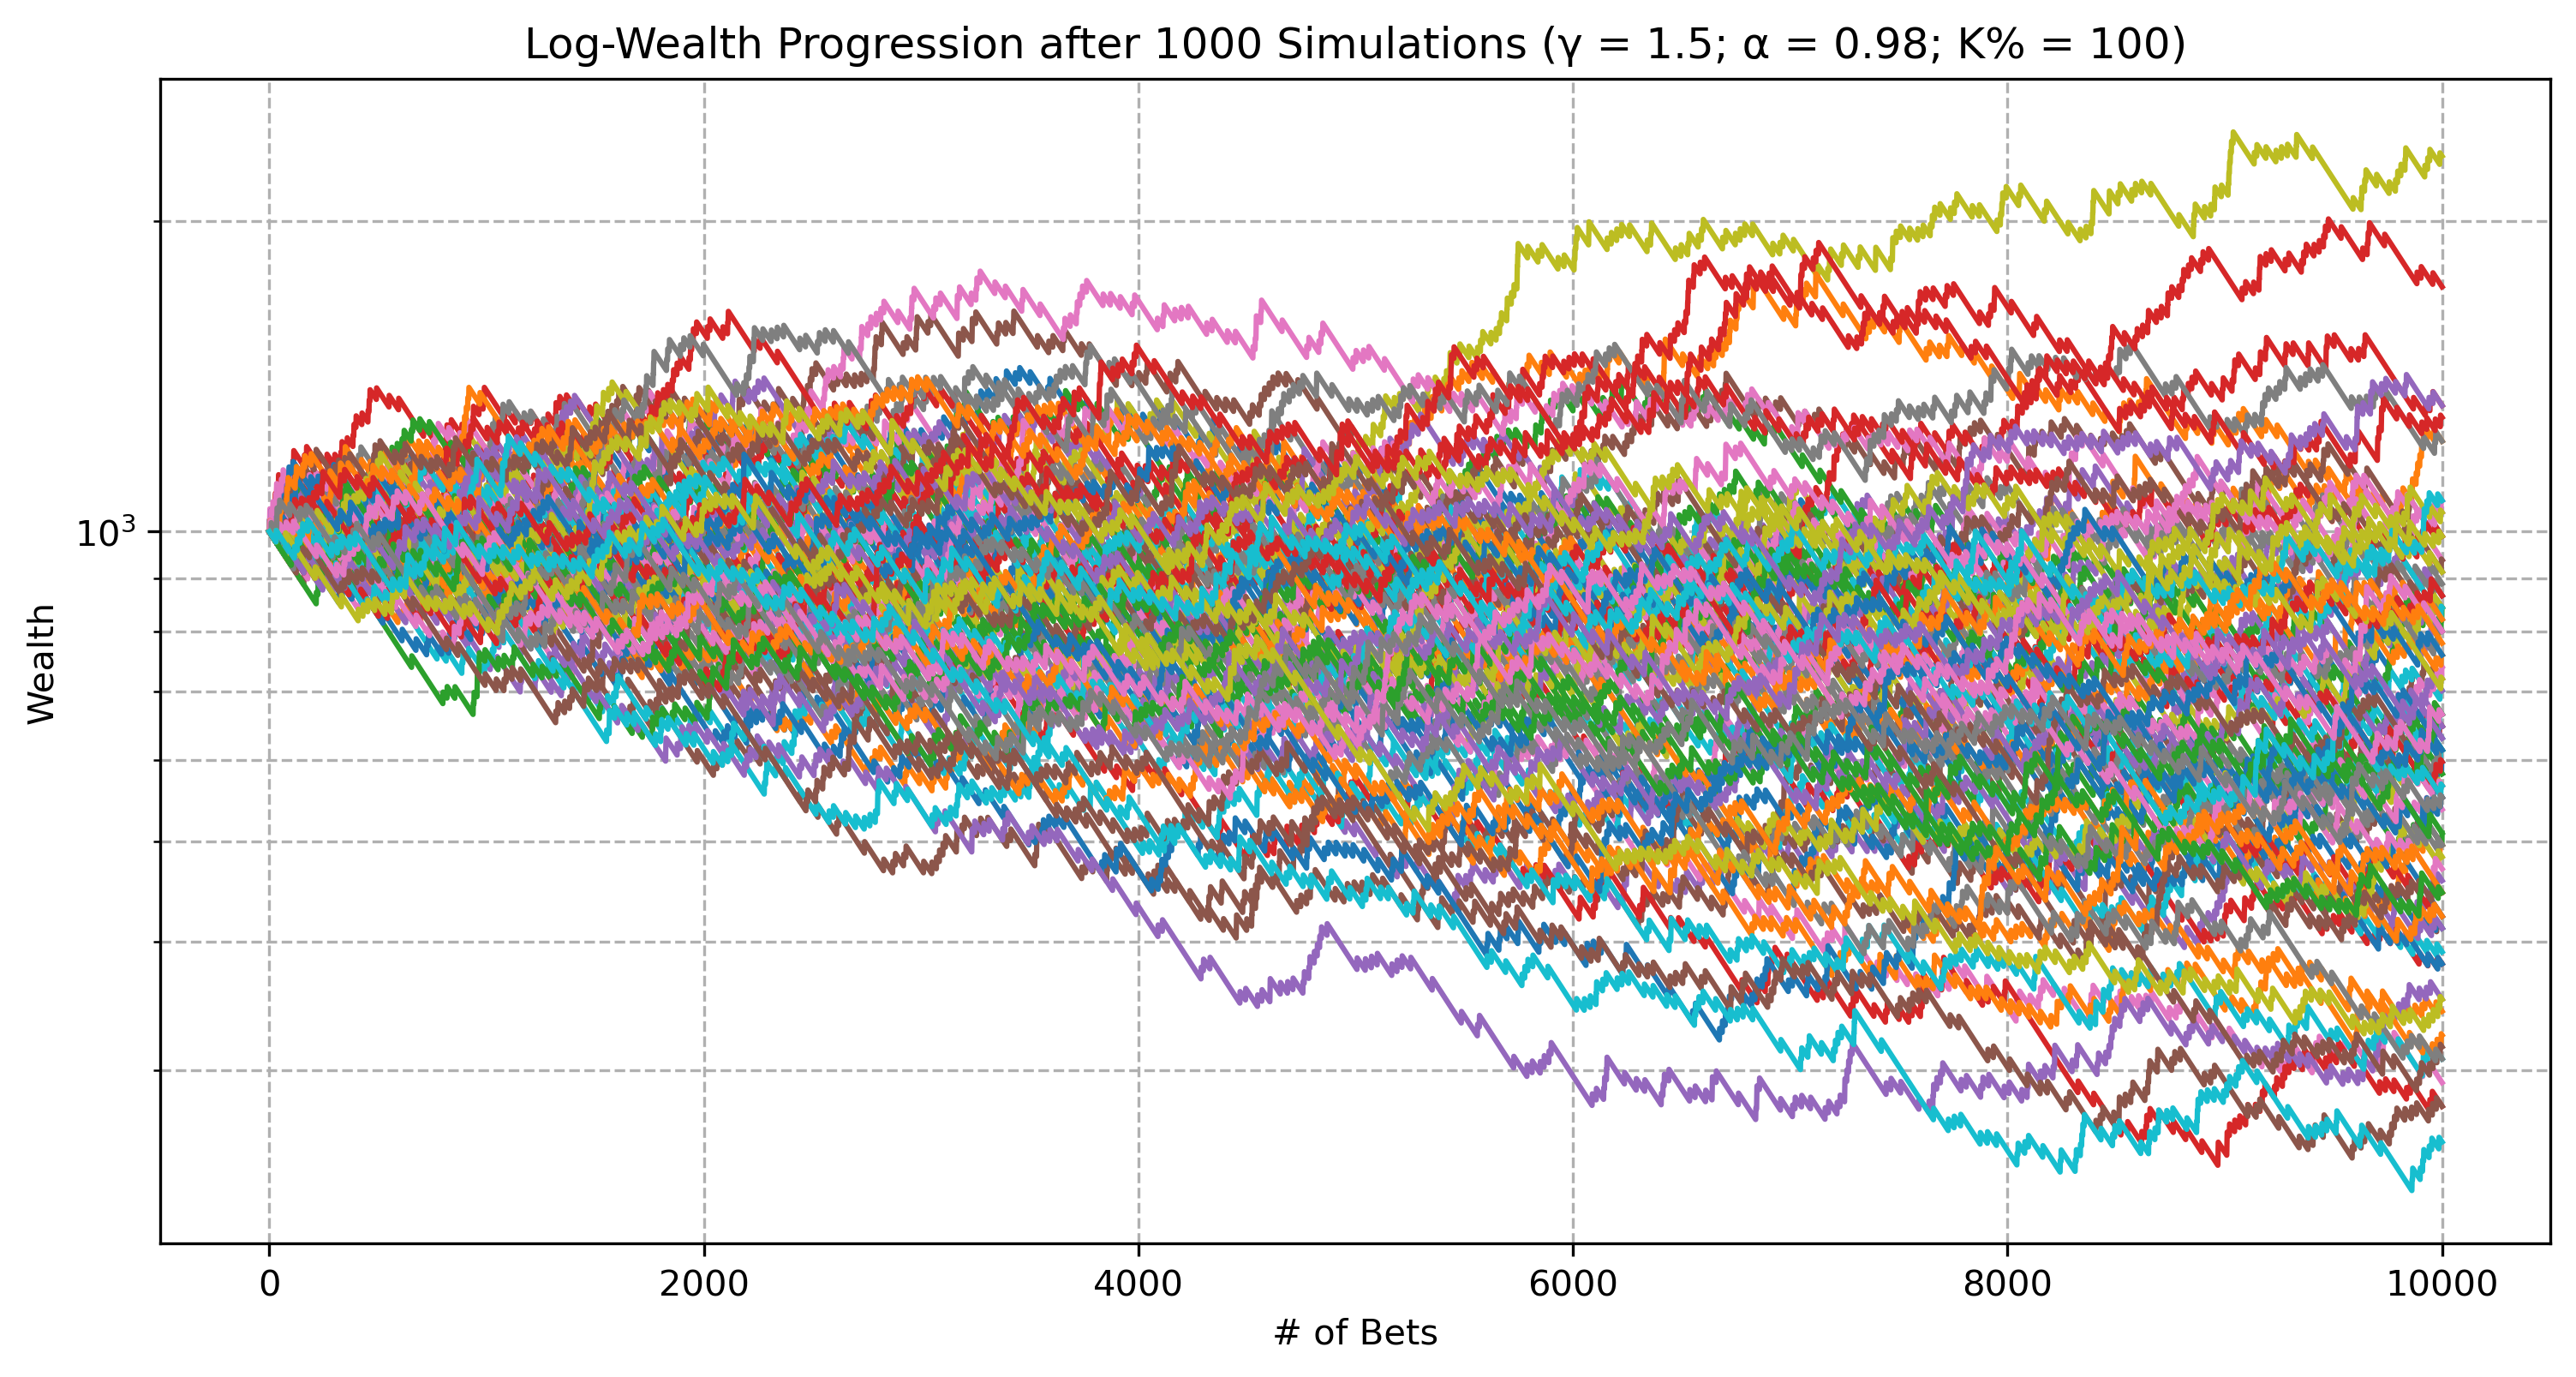 Log-Wealth Progression after 1000 Simulations (γ = 1.5; α = 0.98; K% = 100)
10³
Wealth
0 2000 4000 6000 8000 10000
# of Bets